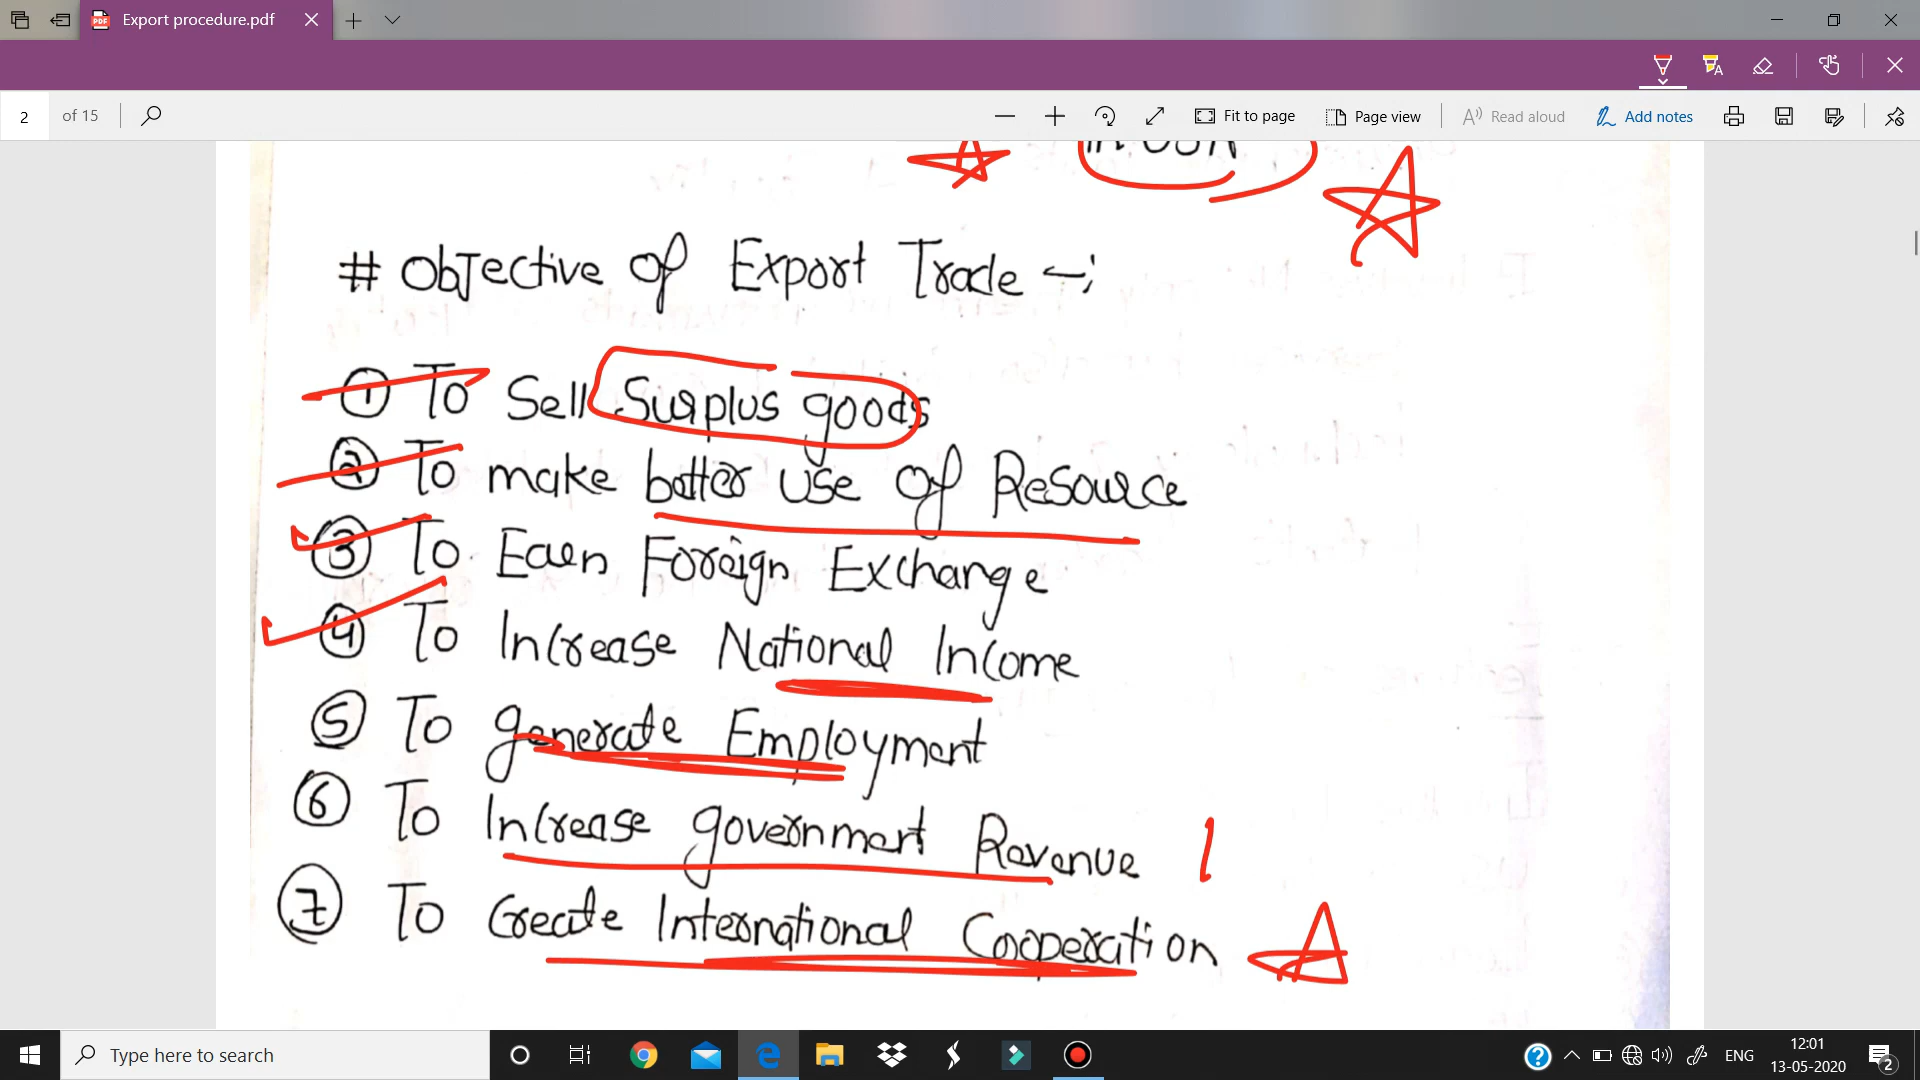 Export procedure.pdf
2 of 15
Fit to page
Page view
Read aloud
Add notes
# Objective of Export Trade -:
① To Sell Surplus goods
② To make better use of Resource
③ To Earn Foreign Exchange
④ To Increase National Income
⑤ To generate Employment
⑥ To Increase government Revenue
⑦ To Create International Cooperation
Type here to search
ENG
12:01
13-05-2020
2